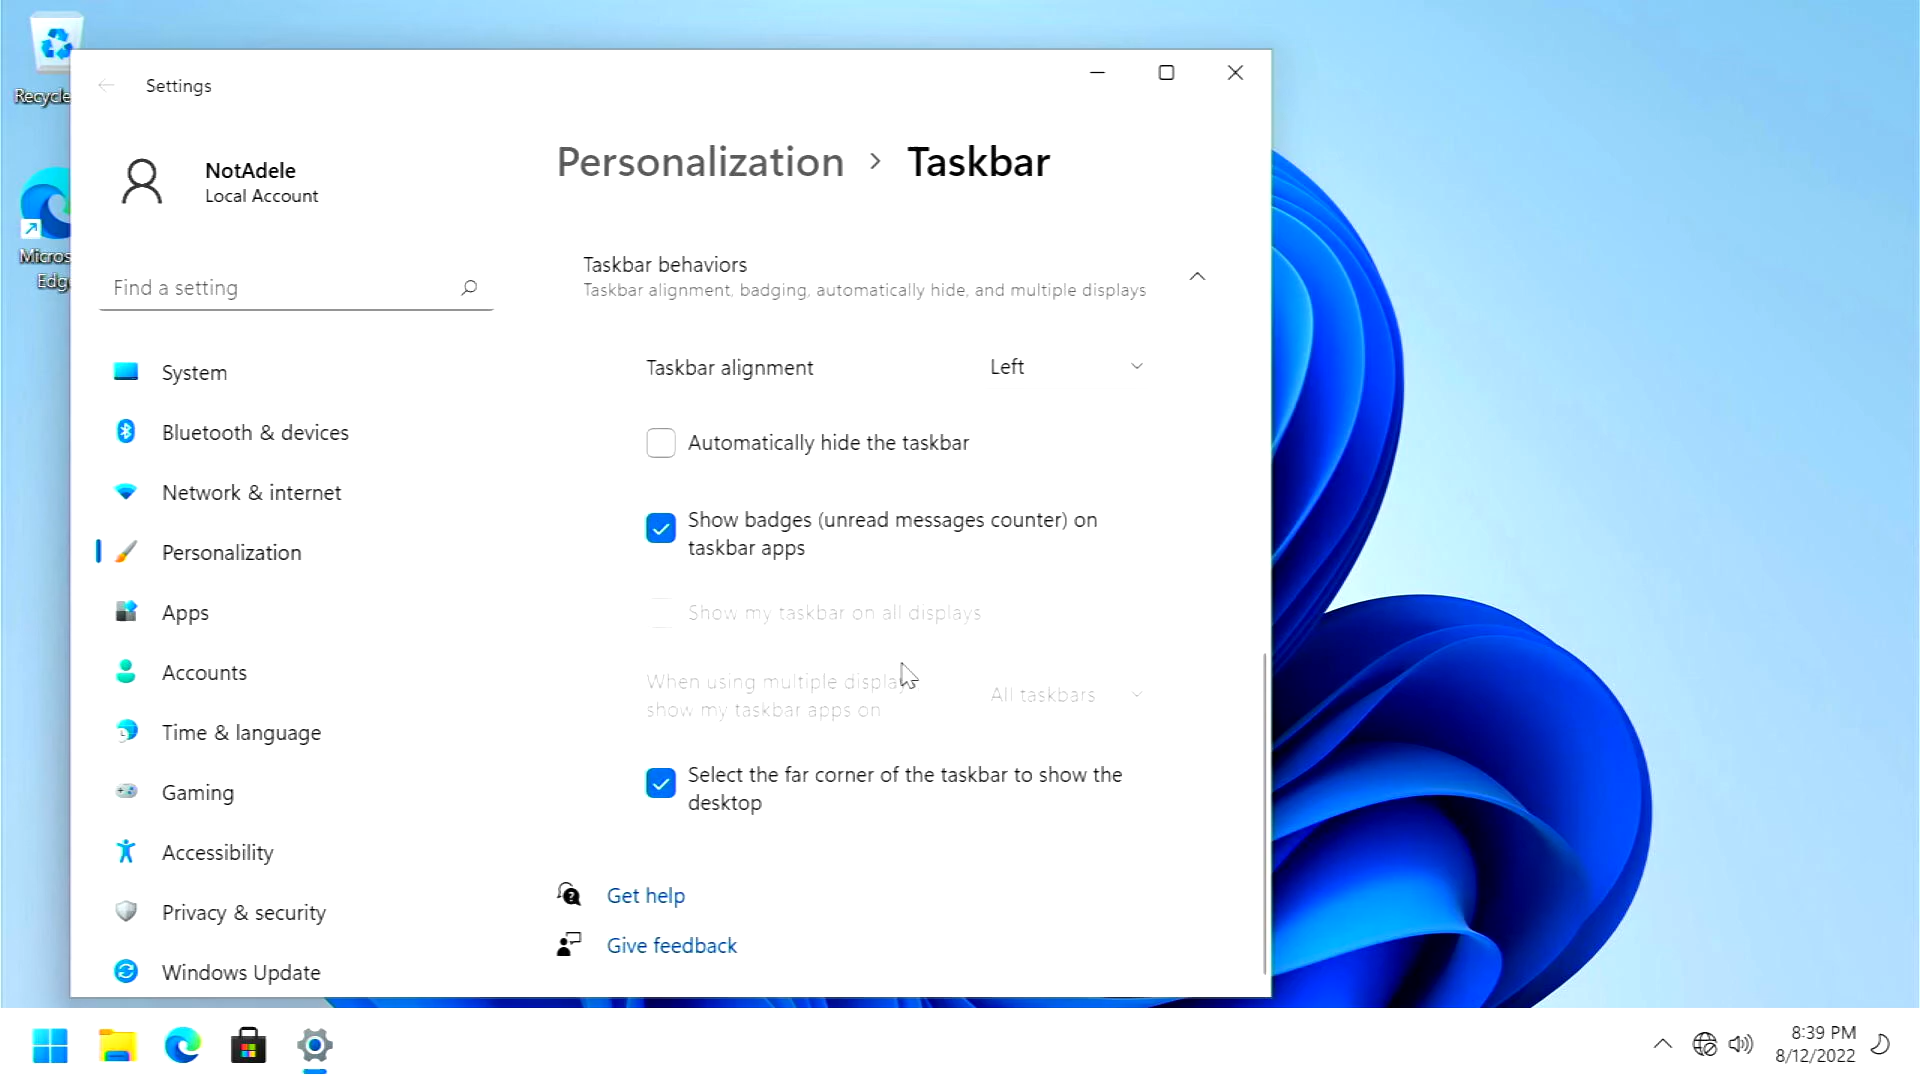 Recycle
Micros
Edg
Settings
NotAdele
Local Account
Find a setting
System
Bluetooth & devices
Network & internet
Personalization
Apps
Accounts
Time & language
Gaming
Accessibility
Privacy & security
Windows Update
Personalization > Taskbar
Taskbar behaviors
Taskbar alignment, badging, automatically hide, and multiple displays
Taskbar alignment
Left
Automatically hide the taskbar
Show badges (unread messages counter) on
taskbar apps
Show my taskbar on all displays
When using multiple display
show my taskbar apps on
All taskbars
Select the far corner of the taskbar to show the
desktop
Get help
Give feedback
8:39 PM
8/12/2022